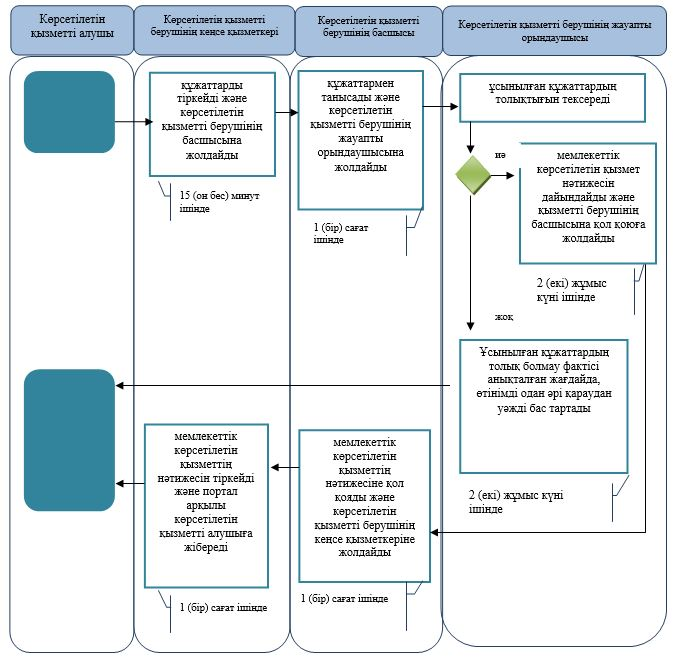 Көрсетілетін
қызметті алушы
Көрсетілетін қызметті
берушінің кеңсе қызметкері
Көрсетілетін қызметті
берушінің басшысы
Көрсетілетін қызметті берушінің жауапты
орындаушысы
құжаттарды
тіркейді және
көрсетілетін
қызметті берушінің
басшысына
жолдайды
15 (он бес) минут
ішінде
құжаттармен
танысады және
көрсетілетін
қызметті берушінің
жауапты
орындаушысына
жолдайды
1 (бір) сағат
ішінде
ұсынылған құжаттардың
толықтығын тексереді
иә
мемлекеттік
көрсетілетін қызмет
нәтижесін
дайындайды және
қызметті берушінің
басшысына қол қоюға
жолдайды
2 (екі) жұмыс
күні ішінде
жоқ
Ұсынылған құжаттардың
толық болмау фактісі
анықталған жағдайда,
өтінімді одан әрі қараудан
уәжді бас тартады
2 (екі) жұмыс күні
ішінде
мемлекеттік
көрсетілетін
қызметтің
нәтижесін тіркейді
және портал
арқылы
көрсетілетін
қызметті алушыға
жібереді
1 (бір) сағат ішінде
мемлекеттік
көрсетілетін
қызметтің
нәтижесіне қол
қояды және
көрсетілетін
қызметті берушінің
кеңсе қызметкеріне
жолдайды
1 (бір) сағат ішінде